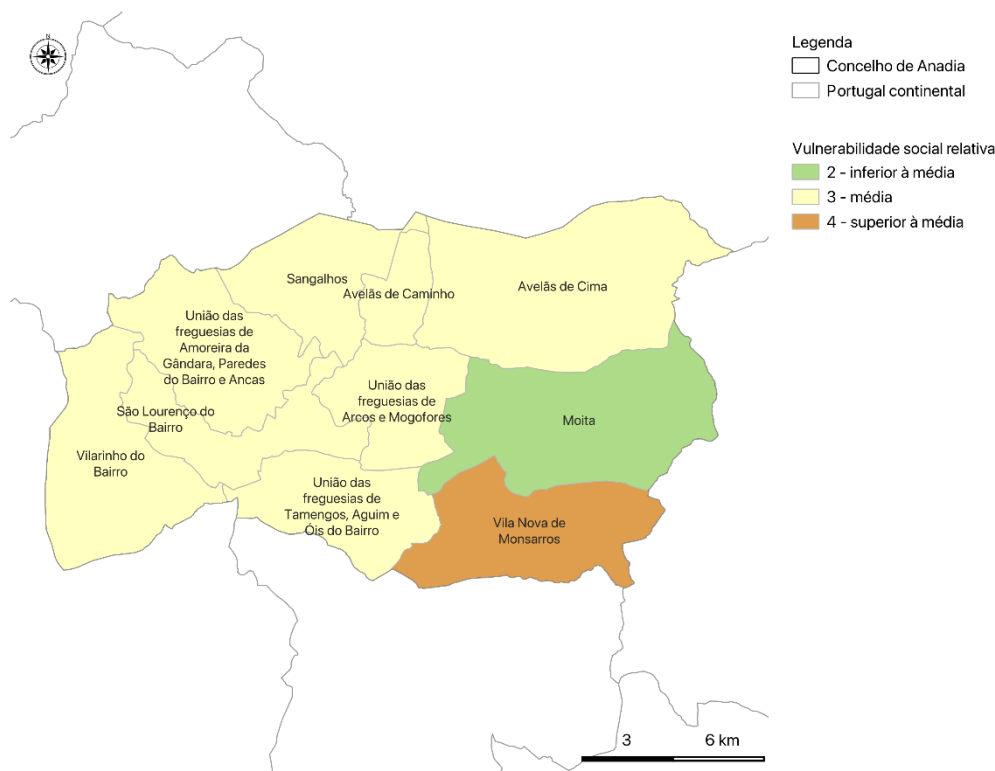 N
Legenda
Concelho de Anadia
Portugal continental
Vulnerabilidade social relativa
2 - inferior à média
3 - média
4 - superior à média
Sangalhos
Avelãs de Caminho
Avelãs de Cima
União das
freguesias de
Amoreira da
Gândara, Paredes
do Bairro e Ancas
União das
freguesias de
Arcos e Mogofores
São Lourenço do
Bairro
Moita
Vilarinho do
Bairro
União das
freguesias de
Tamengos, Aguim e
Óis do Bairro
Vila Nova de
Monsarros
3
6 km